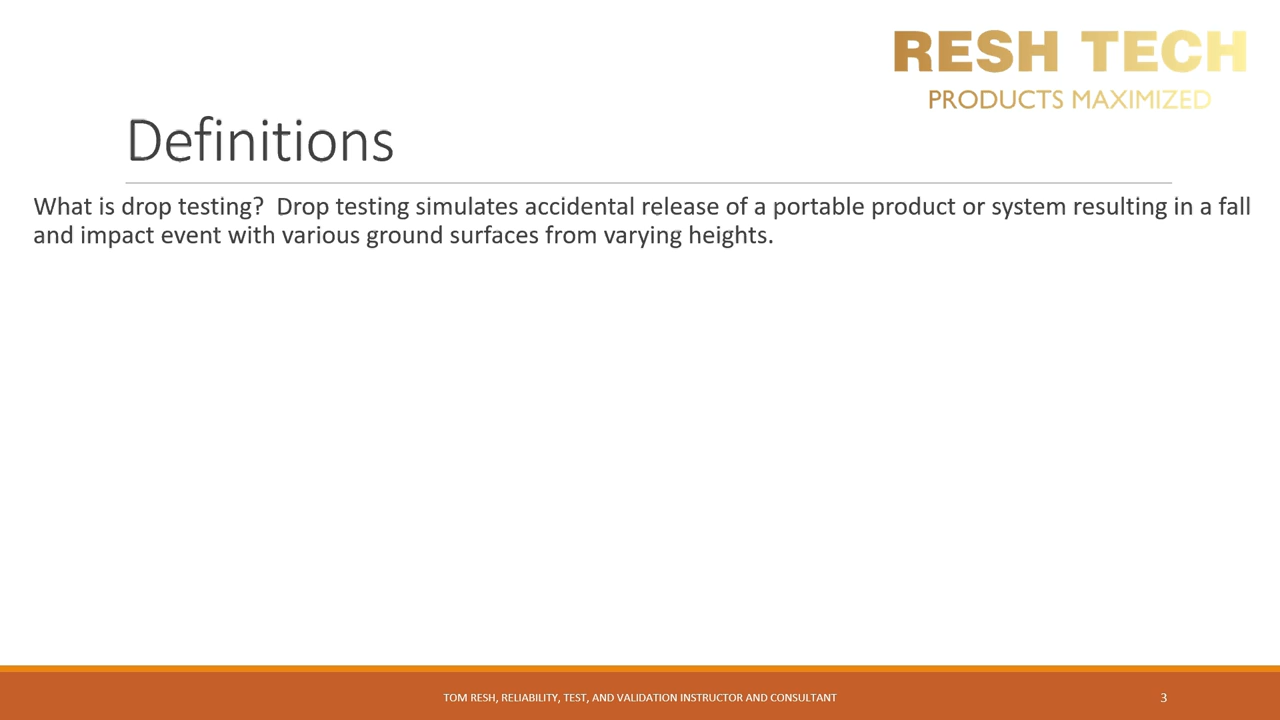 RESH TECH
PRODUCTS MAXIMIZED
Definitions
What is drop testing?  Drop testing simulates accidental release of a portable product or system resulting in a fall
and impact event with various ground surfaces from varying heights.
TOM RESH, RELIABILITY, TEST, AND VALIDATION INSTRUCTOR AND CONSULTANT
3